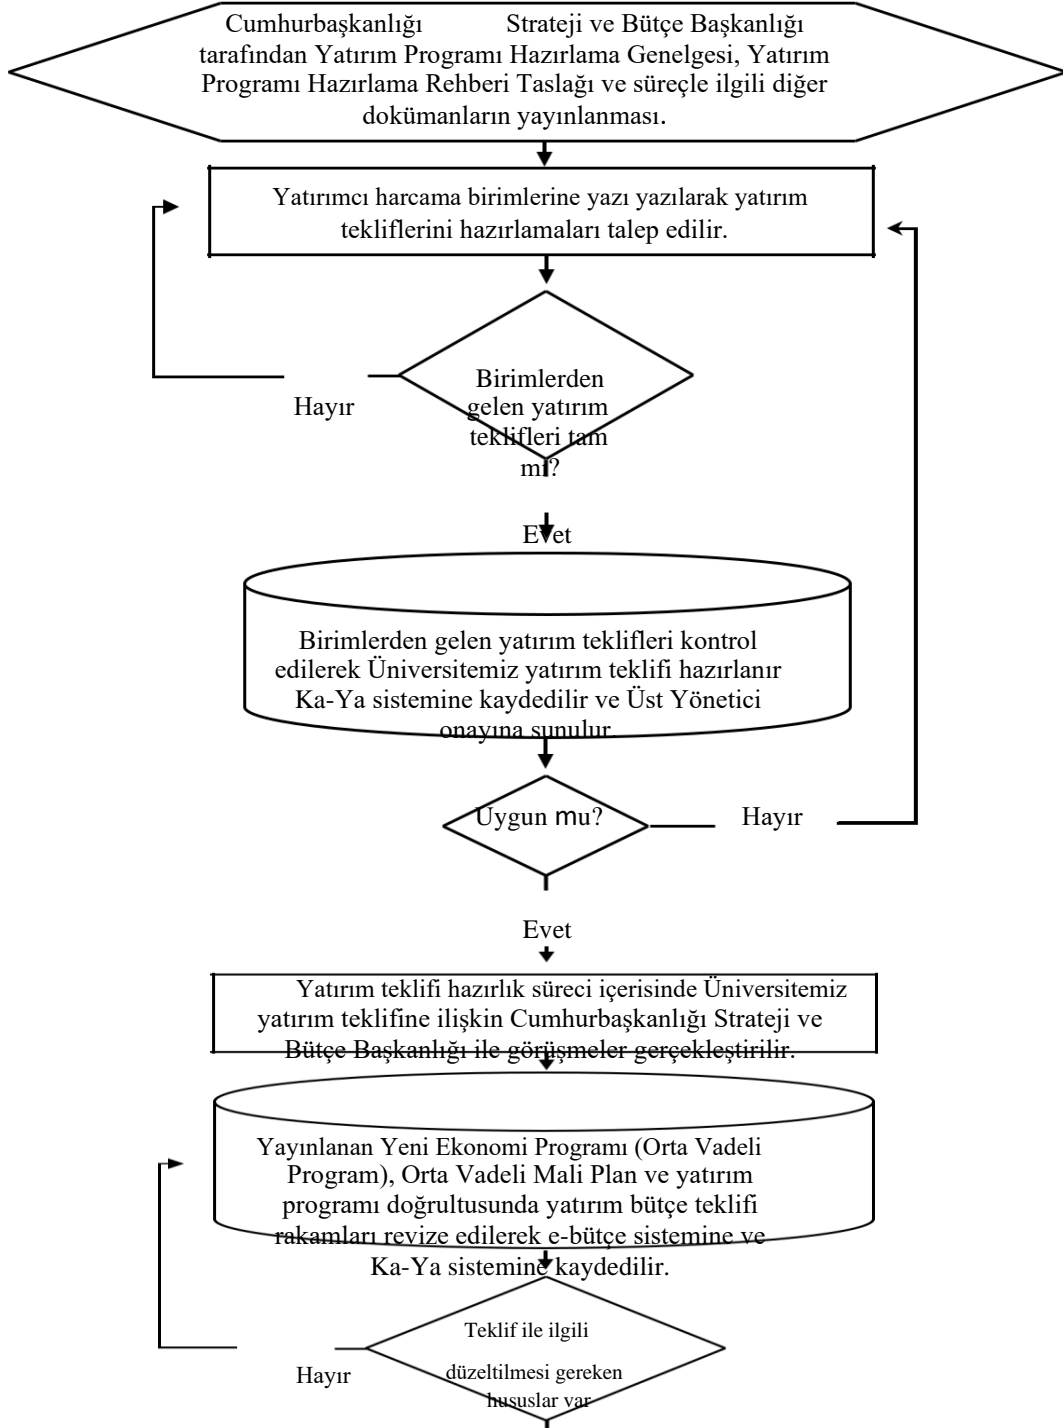 Cumhurbaşkanlığı Strateji ve Bütçe Başkanlığı
tarafından Yatırım Programı Hazırlama Genelgesi, Yatırım
Programı Hazırlama Rehberi Taslağı ve süreçle ilgili diğer
dokümanların yayınlanması.
Yatırımcı harcama birimlerine yazı yazılarak yatırım
tekliflerini hazırlamaları talep edilir.
Birimlerden
gelen yatırım
teklifleri tam
mı?
Hayır
Evet
Birimlerden gelen yatırım teklifleri kontrol
edilerek Üniversitemiz yatırım teklifi hazırlanır
Ka-Ya sistemine kaydedilir ve Üst Yönetici
onayına sunulur.
Uygun mu?
Hayır
Evet
Yatırım teklifi hazırlık süreci içerisinde Üniversitemiz
yatırım teklifine ilişkin Cumhurbaşkanlığı Strateji ve
Bütçe Başkanlığı ile görüşmeler gerçekleştirilir.
Yayınlanan Yeni Ekonomi Programı (Orta Vadeli
Program), Orta Vadeli Mali Plan ve yatırım
programı doğrultusunda yatırım bütçe teklifi
rakamları revize edilerek e-bütçe sistemine ve
Ka-Ya sistemine kaydedilir.
Teklif ile ilgili
düzeltilmesi gereken
hususlar var
Hayır